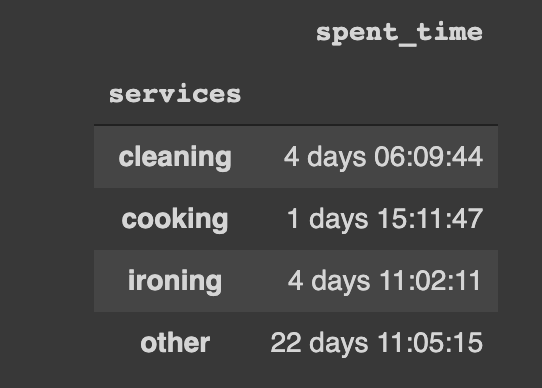 spent_time
services
cleaning 4 days 06:09:44
cooking 1 days 15:11:47
ironing 4 days 11:02:11
other 22 days 11:05:15